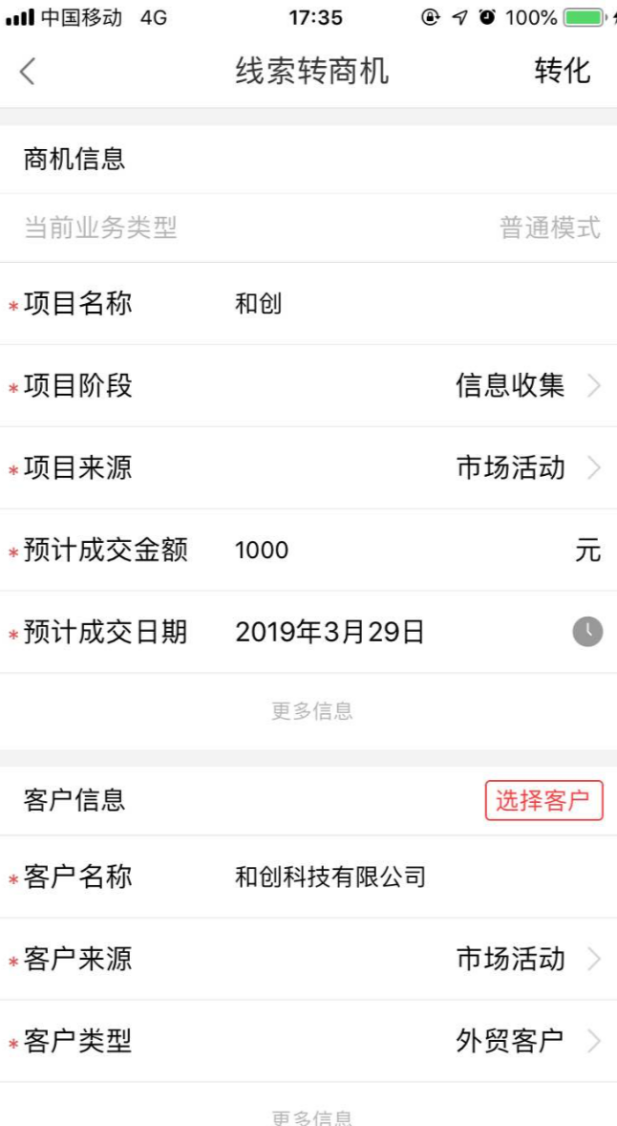 中国移动 4G 17:35 100%
线索转商机 转化
商机信息
当前业务类型 普通模式
*项目名称 和创
*项目阶段 信息收集
*项目来源 市场活动
*预计成交金额 1000 元
*预计成交日期 2019年3月29日
更多信息
客户信息 选择客户
*客户名称 和创科技有限公司
*客户来源 市场活动
*客户类型 外贸客户
更多信息